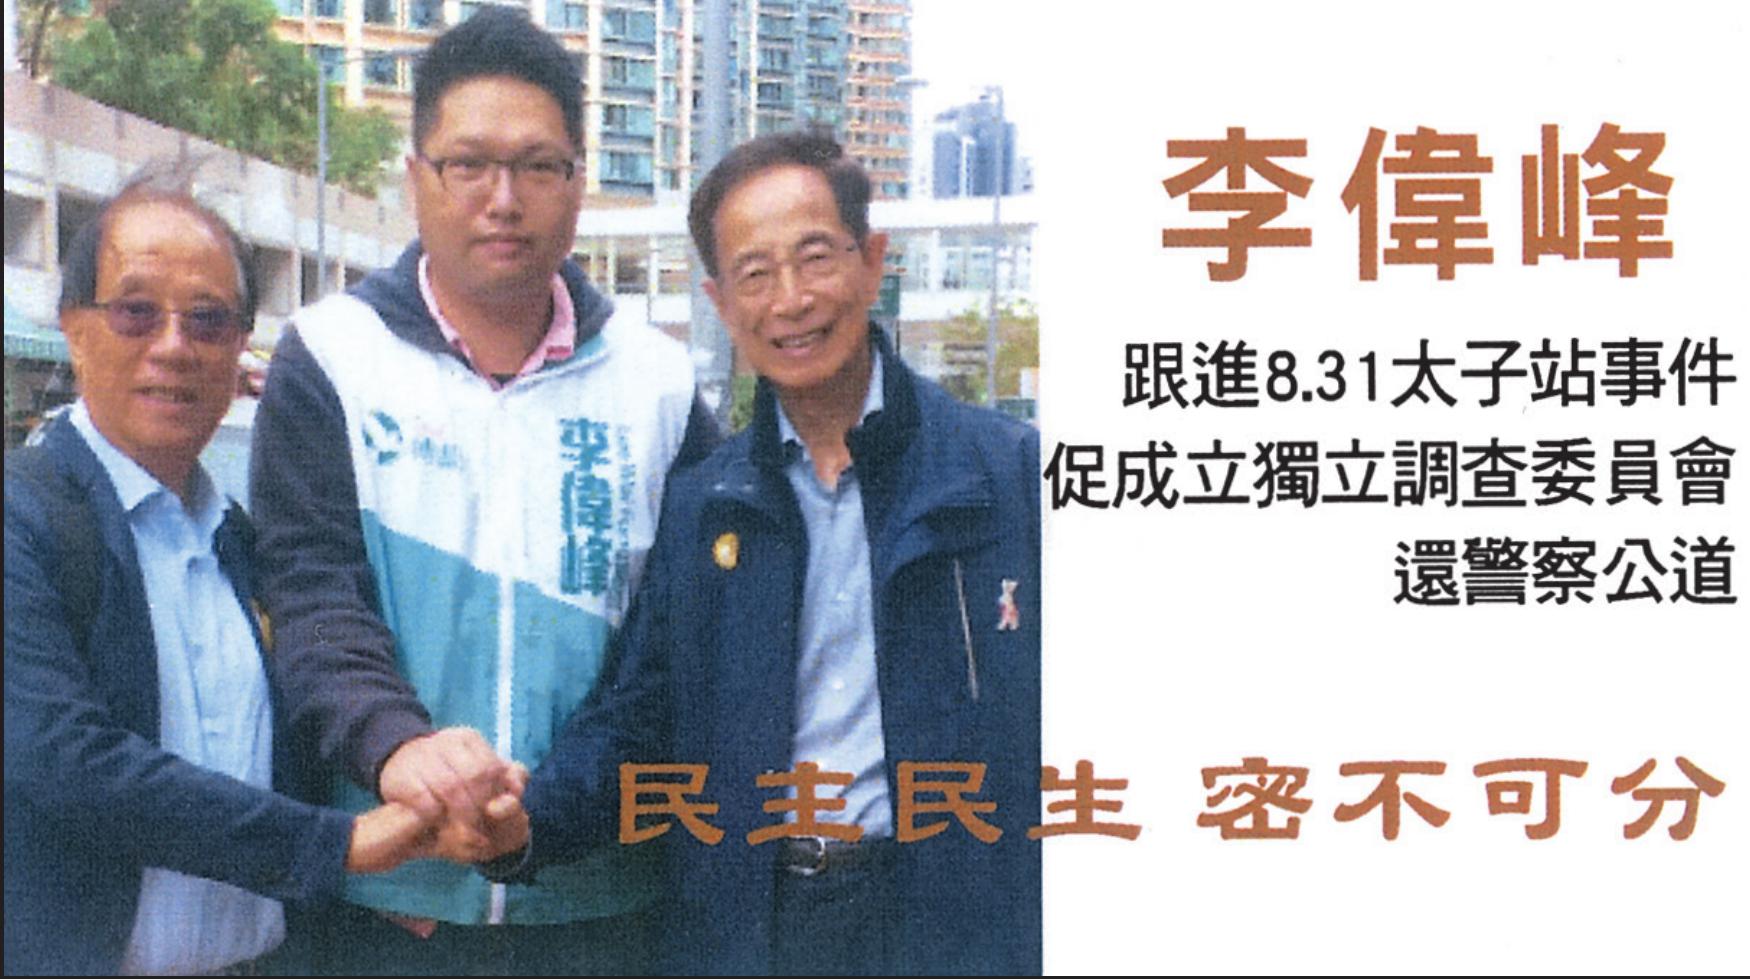 李偉峰
跟進8.31太子站事件
促成立獨立調查委員會
還警察公道
民主民生 密不可分
李偉峰